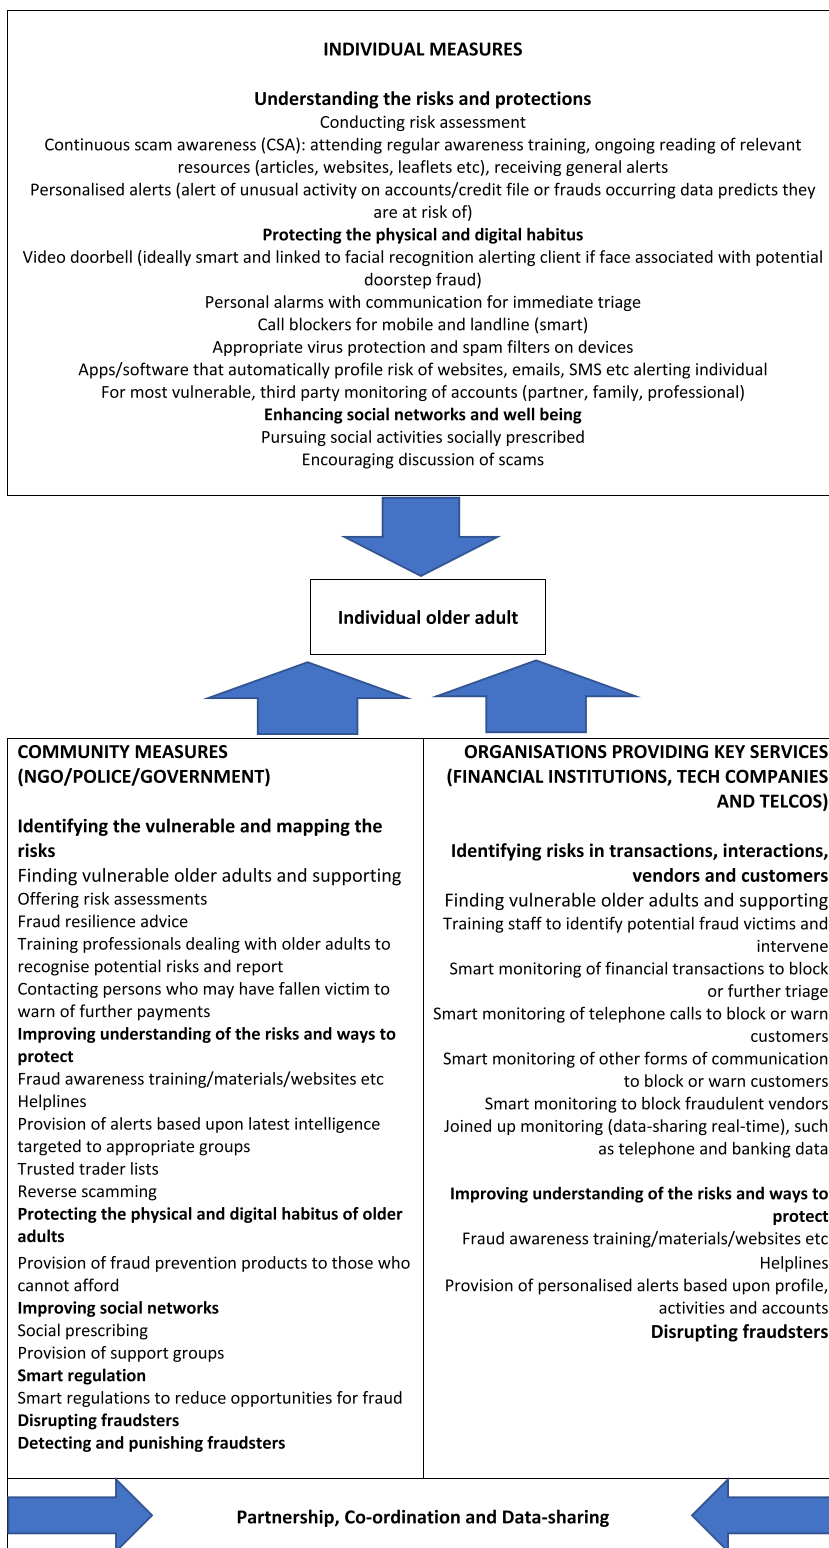 INDIVIDUAL MEASURES
Understanding the risks and protections
Conducting risk assessment
Continuous scam awareness (CSA): attending regular awareness training, ongoing reading of relevant
resources (articles, websites, leaflets etc), receiving general alerts
Personalised alerts (alert of unusual activity on accounts/credit file or frauds occurring data predicts they
are at risk of)
Protecting the physical and digital habitus
Video doorbell (ideally smart and linked to facial recognition alerting client if face associated with potential
doorstep fraud)
Personal alarms with communication for immediate triage
Call blockers for mobile and landline (smart)
Appropriate virus protection and spam filters on devices
Apps/software that automatically profile risk of websites, emails, SMS etc alerting individual
For most vulnerable, third party monitoring of accounts (partner, family, professional)
Enhancing social networks and well being
Pursuing social activities socially prescribed
Encouraging discussion of scams
Individual older adult
COMMUNITY MEASURES
(NGO/POLICE/GOVERNMENT)
Identifying the vulnerable and mapping the
risks
Finding vulnerable older adults and supporting
Offering risk assessments
Fraud resilience advice
Training professionals dealing with older adults to
recognise potential risks and report
Contacting persons who may have fallen victim to
warn of further payments
Improving understanding of the risks and ways to
protect
Fraud awareness training/materials/websites etc
Helplines
Provision of alerts based upon latest intelligence
targeted to appropriate groups
Trusted trader lists
Reverse scamming
Protecting the physical and digital habitus of older
adults
Provision of fraud prevention products to those who
cannot afford
Improving social networks
Social prescribing
Provision of support groups
Smart regulation
Smart regulations to reduce opportunities for fraud
Disrupting fraudsters
Detecting and punishing fraudsters
ORGANISATIONS PROVIDING KEY SERVICES
(FINANCIAL INSTITUTIONS, TECH COMPANIES
AND TELCOS)
Identifying risks in transactions, interactions,
vendors and customers
Finding vulnerable older adults and supporting
Training staff to identify potential fraud victims and
intervene
Smart monitoring of financial transactions to block
or further triage
Smart monitoring of telephone calls to block or warn
customers
Smart monitoring of other forms of communication
to block or warn customers
Smart monitoring to block fraudulent vendors
Joined up monitoring (data-sharing real-time), such
as telephone and banking data
Improving understanding of the risks and ways to
protect
Fraud awareness training/materials/websites etc
Helplines
Provision of personalised alerts based upon profile,
activities and accounts
Disrupting fraudsters
Partnership, Co-ordination and Data-sharing